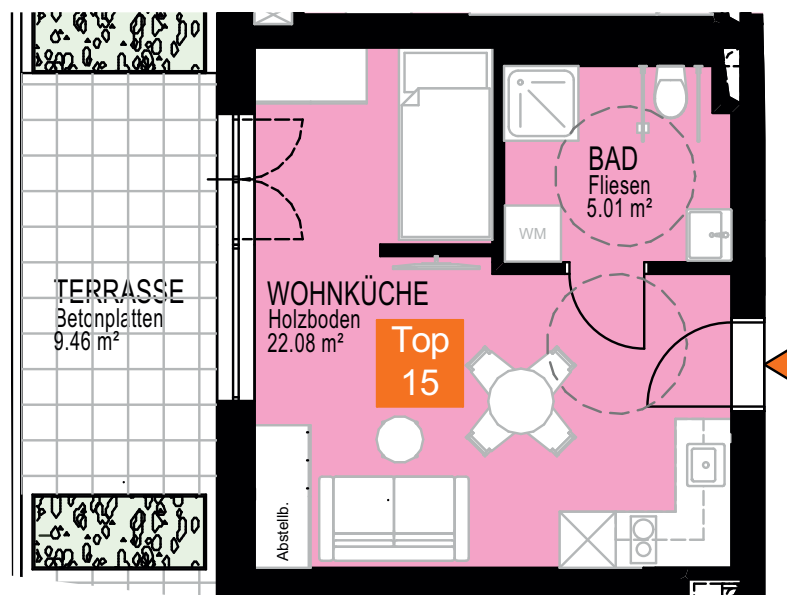 BAD
Fliesen
5.01 m²
WM
TERRASSE
Betonplatten
9.46 m²
WOHNKÜCHE
Holzboden
22.08 m²
Top
15
Abstellb.